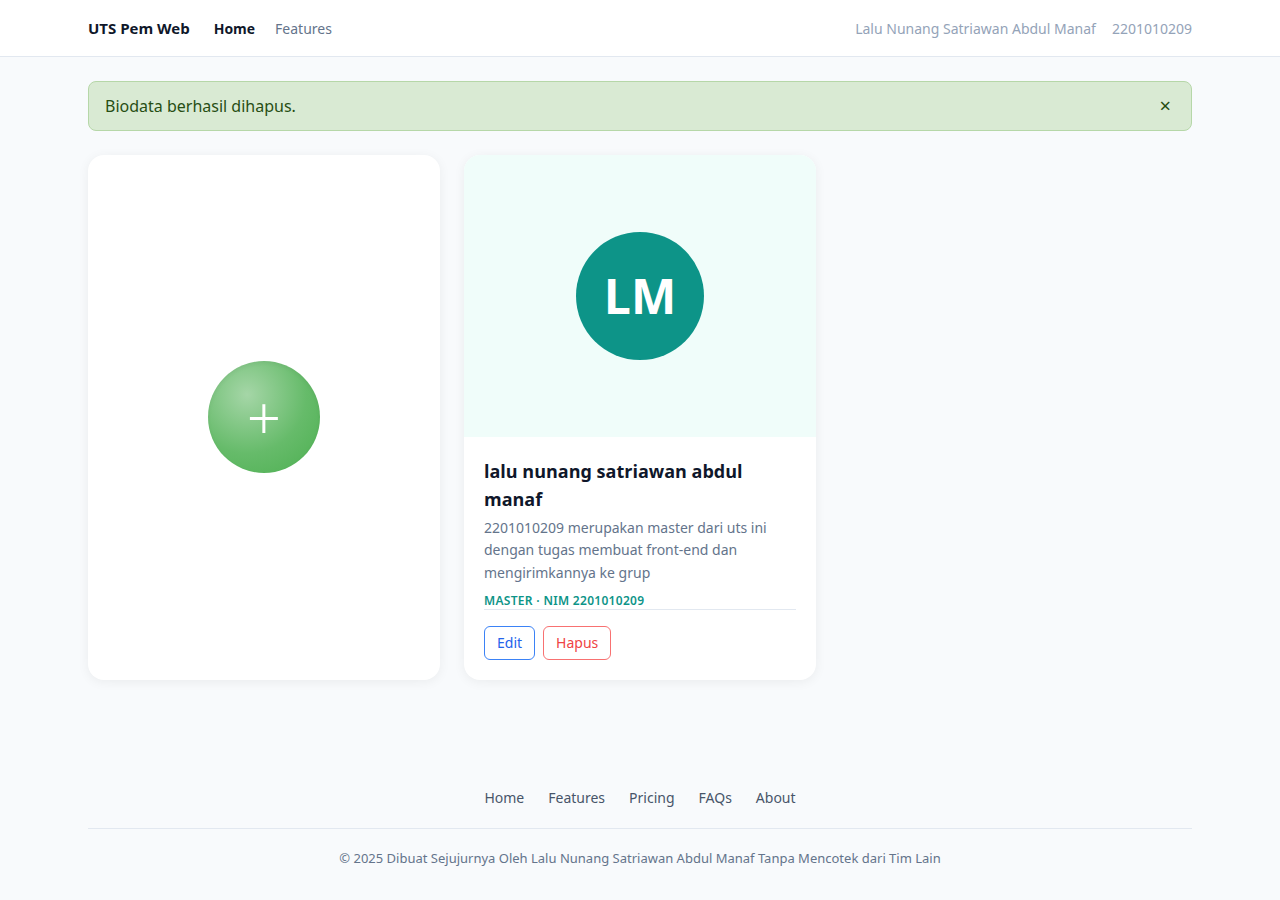 UTS Pem Web Home Features Lalu Nunang Satriawan Abdul Manaf 2201010209
Biodata berhasil dihapus. ×
+
LM
lalu nunang satriawan abdul
manaf
2201010209 merupakan master dari uts ini
dengan tugas membuat front-end dan
mengirimkannya ke grup
MASTER · NIM 2201010209
Edit Hapus
Home Features Pricing FAQs About
© 2025 Dibuat Sejujurnya Oleh Lalu Nunang Satriawan Abdul Manaf Tanpa Mencotek dari Tim Lain